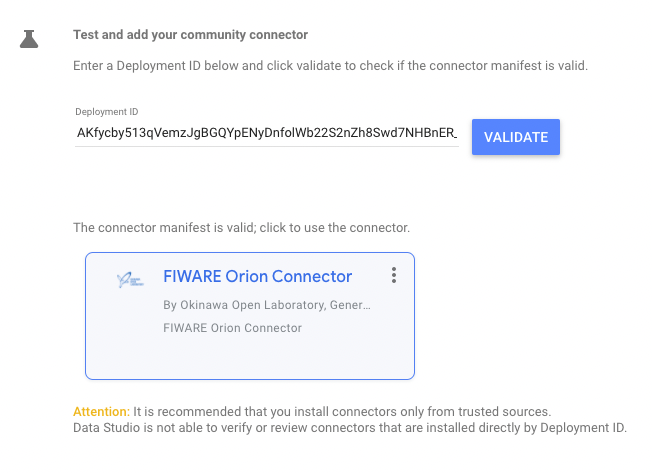 Test and add your community connector
Enter a Deployment ID below and click validate to check if the connector manifest is valid.
Deployment ID
AKfycby513qVemzJgBGQYpENyDnfolWb22S2nZh8Swd7NHBnER_
VALIDATE
The connector manifest is valid; click to use the connector.
FIWARE Orion Connector
By Okinawa Open Laboratory, Gener...
FIWARE Orion Connector
Attention: It is recommended that you install connectors only from trusted sources.
Data Studio is not able to verify or review connectors that are installed directly by Deployment ID.